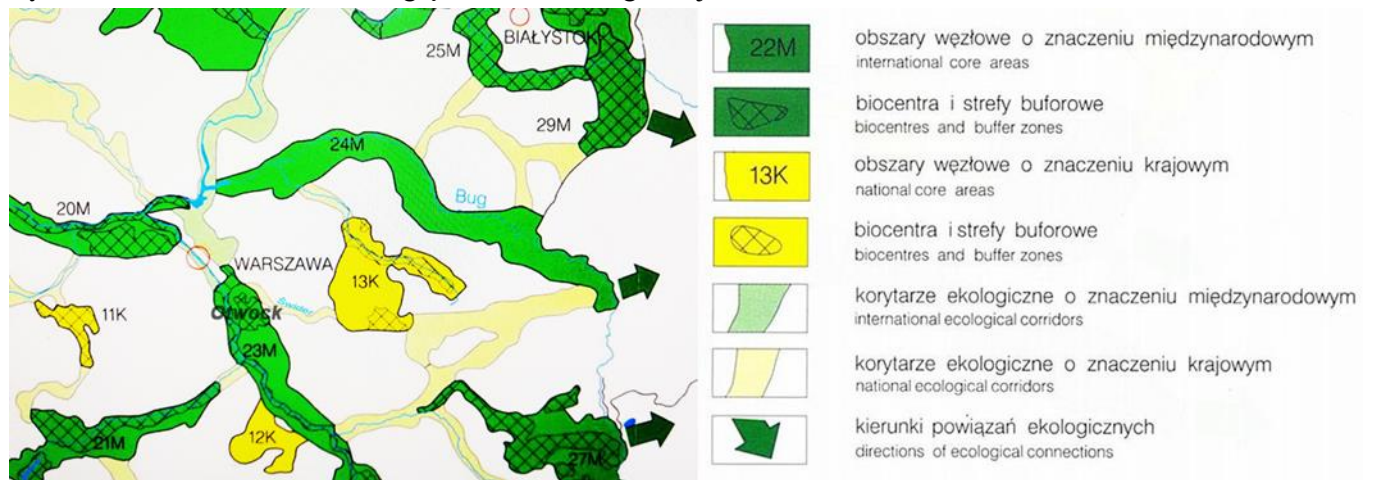 BIAŁYSTOK
25M
29M
24M
Bug
20M
WARSZAWA
13K
Świder
11K
Otwock
23M
12K
21M
27M
22M
obszary węzłowe o znaczeniu międzynarodowym
international core areas
biocentra i strefy buforowe
biocentres and buffer zones
13K
obszary węzłowe o znaczeniu krajowym
national core areas
biocentra i strefy buforowe
biocentres and buffer zones
korytarze ekologiczne o znaczeniu międzynarodowym
international ecological corridors
korytarze ekologiczne o znaczeniu krajowym
national ecological corridors
kierunki powiązań ekologicznych
directions of ecological connections